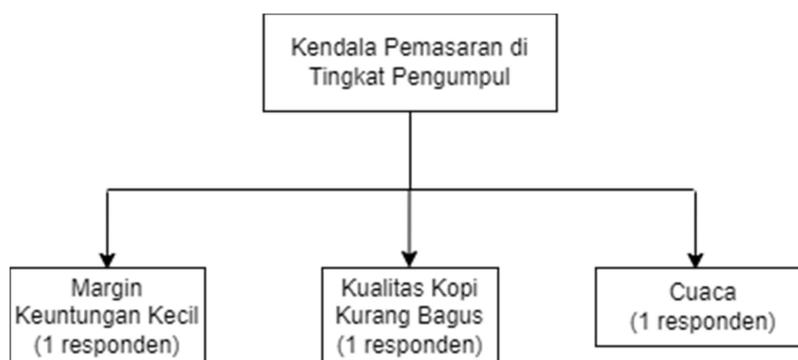 Kendala Pemasaran di
Tingkat Pengumpul
Margin
Keuntungan Kecil
(1 responden)
Kualitas Kopi
Kurang Bagus
(1 responden)
Cuaca
(1 responden)